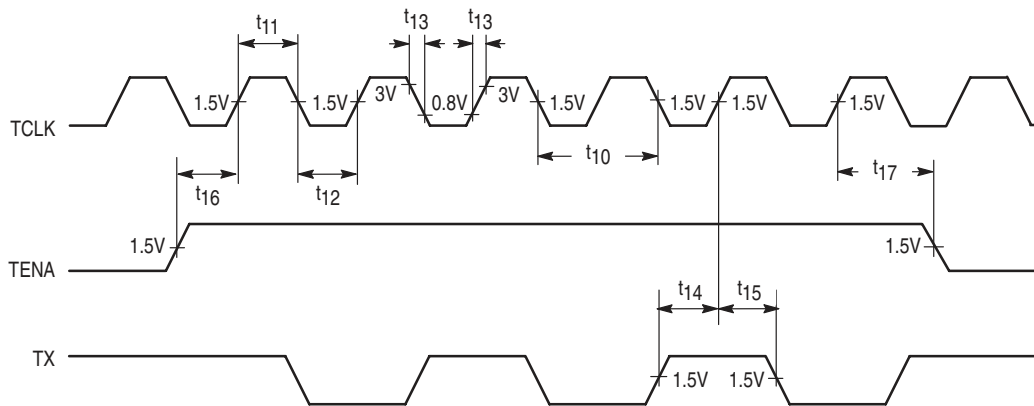 t13 t13
t11
3V 0.8V 3V
1.5V 1.5V 1.5V 1.5V 1.5V 1.5V
TCLK
t10
t16 t12 t17
1.5V 1.5V
TENA
t14 t15
TX
1.5V 1.5V